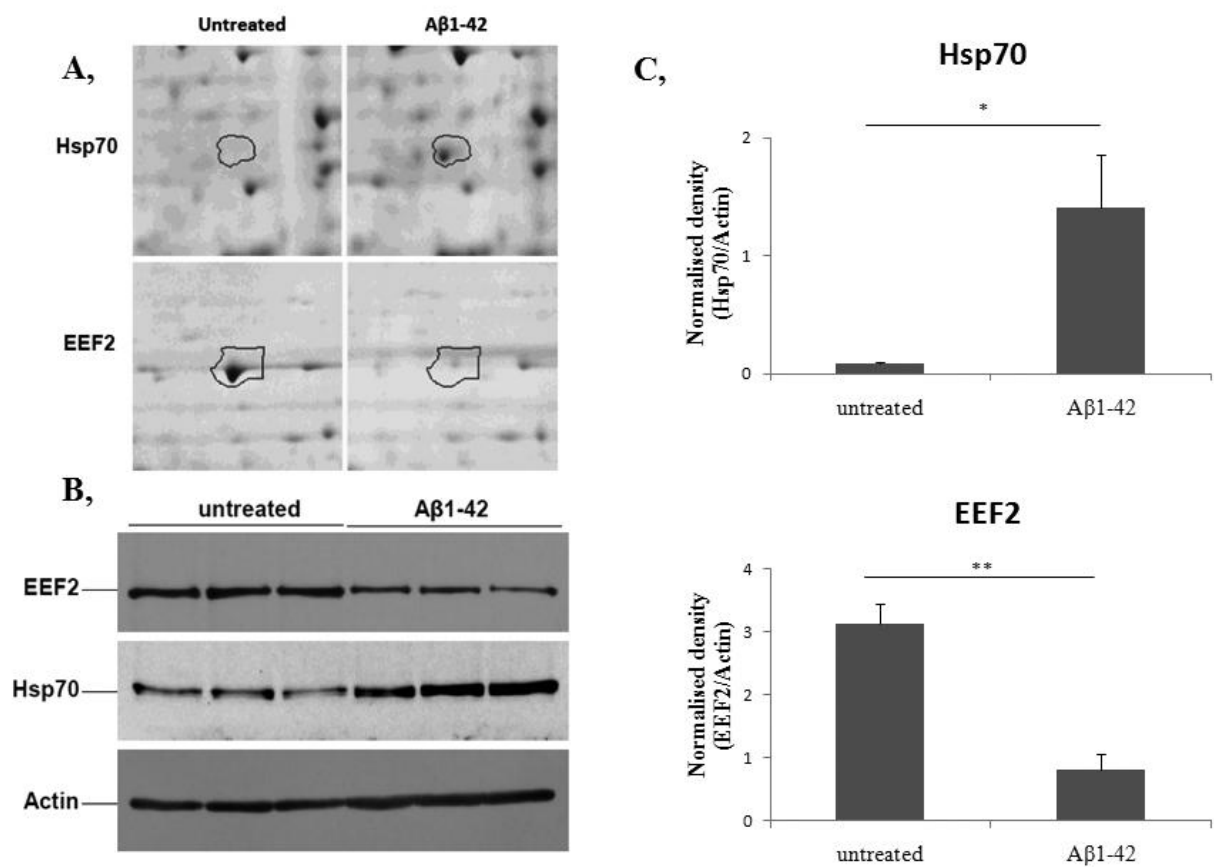 Untreated Aβ1-42
A,
Hsp70
EEF2
B,
untreated Aβ1-42
EEF2
Hsp70
Actin
C,
Hsp70
*
Normalised density
(Hsp70/Actin)
2
1
0
untreated Aβ1-42
EEF2
**
Normalised density
(EEF2/Actin)
4
3
2
1
0
untreated Aβ1-42